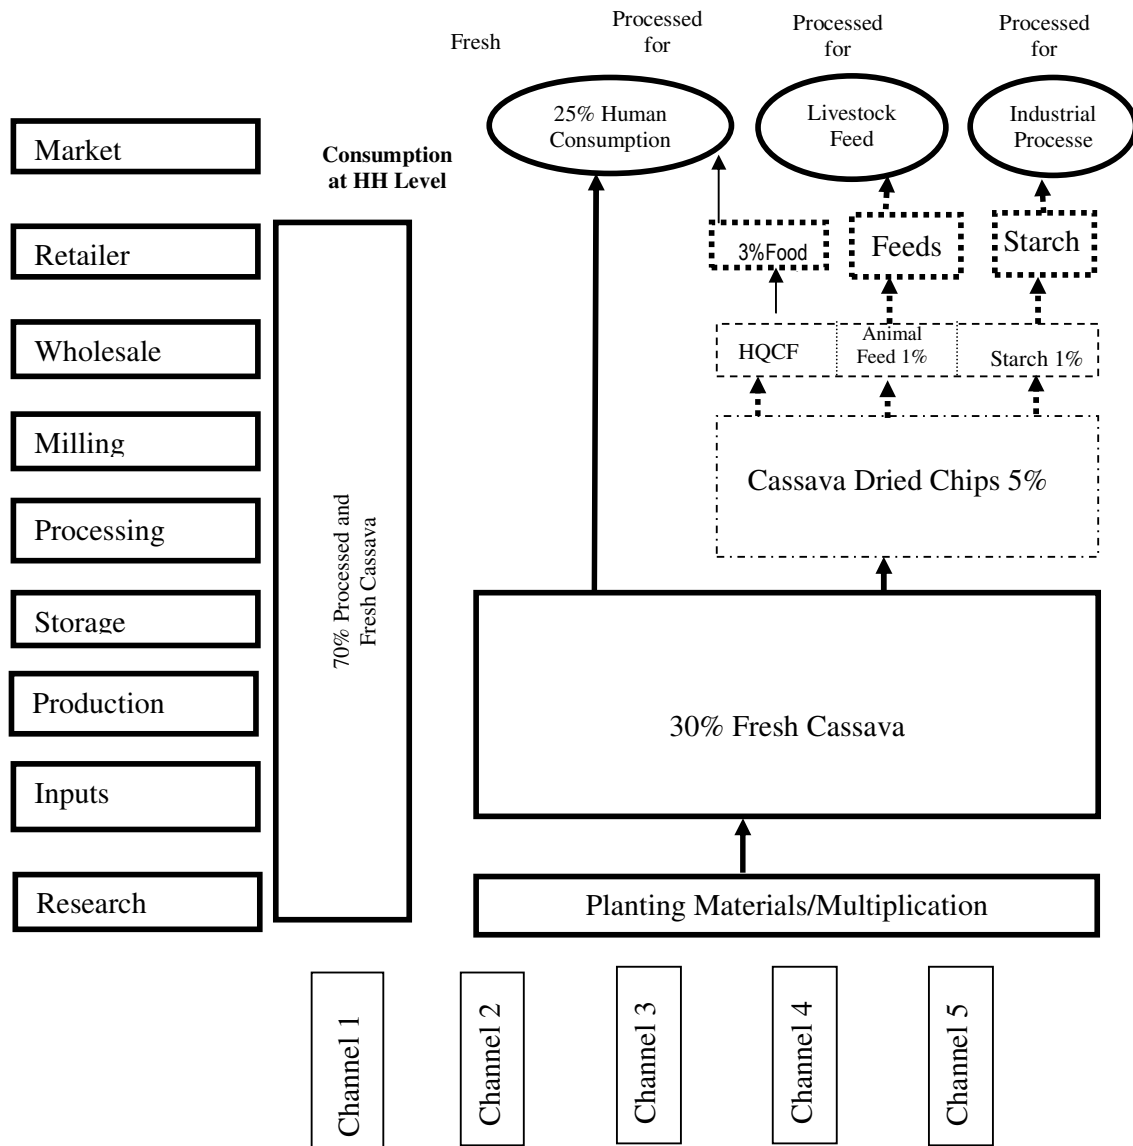 Fresh
Processed
for
Processed
for
Processed
for
25% Human
Consumption
Livestock
Feed
Industrial
Processe
Market
Consumption
at HH Level
Retailer
3%Food
Feeds
Starch
Wholesale
HQCF
Animal
Feed 1%
Starch 1%
Milling
Cassava Dried Chips 5%
Processing
70% Processed and
Fresh Cassava
Storage
Production
30% Fresh Cassava
Inputs
Research
Planting Materials/Multiplication
Channel 1
Channel 2
Channel 3
Channel 4
Channel 5